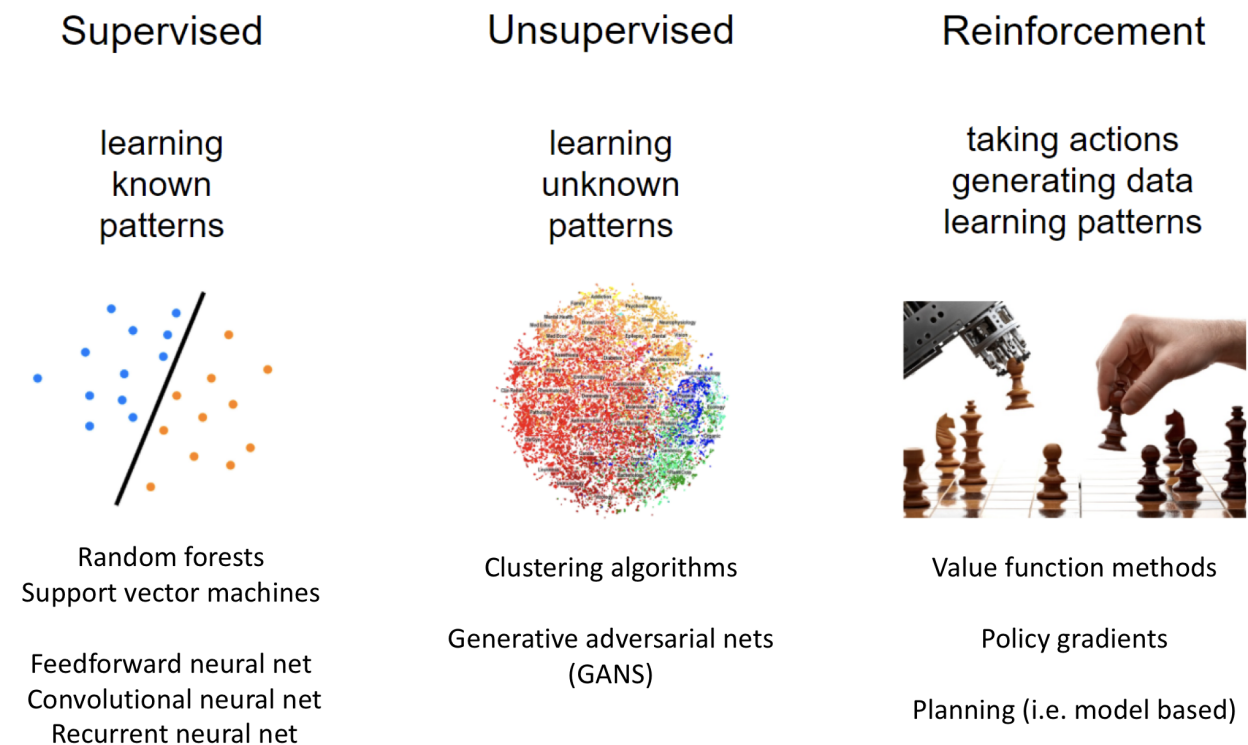 Supervised
learning
known
patterns
Random forests
Support vector machines
Feedforward neural net
Convolutional neural net
Recurrent neural net
Unsupervised
learning
unknown
patterns
Clustering algorithms
Generative adversarial nets
(GANS)
Reinforcement
taking actions
generating data
learning patterns
Value function methods
Policy gradients
Planning (i.e. model based)